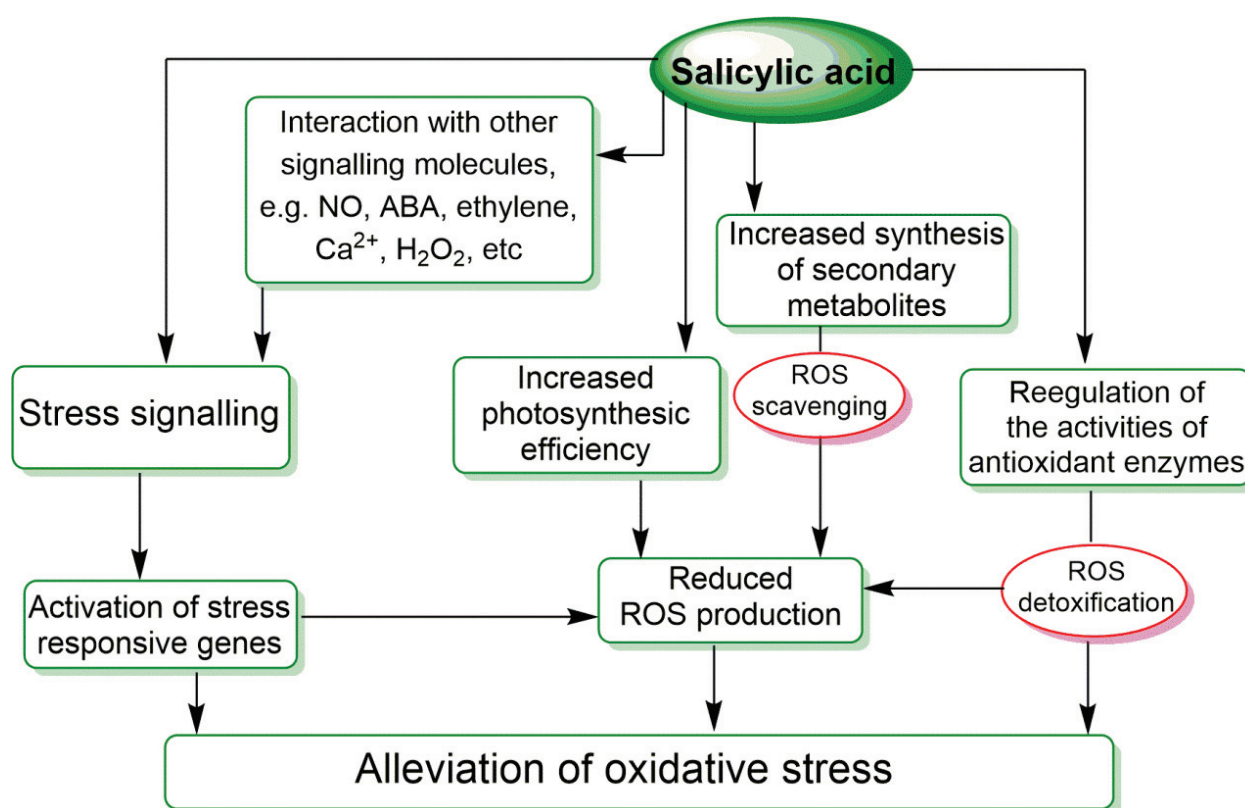 Salicylic acid
Interaction with other
signalling molecules,
e.g. NO, ABA, ethylene,
Ca²⁺, H₂O₂, etc
Increased synthesis
of secondary
metabolites
Stress signalling
Increased
photosynthesic
efficiency
ROS
scavenging
Reegulation of
the activities of
antioxidant enzymes
Activation of stress
responsive genes
Reduced
ROS production
ROS
detoxification
Alleviation of oxidative stress